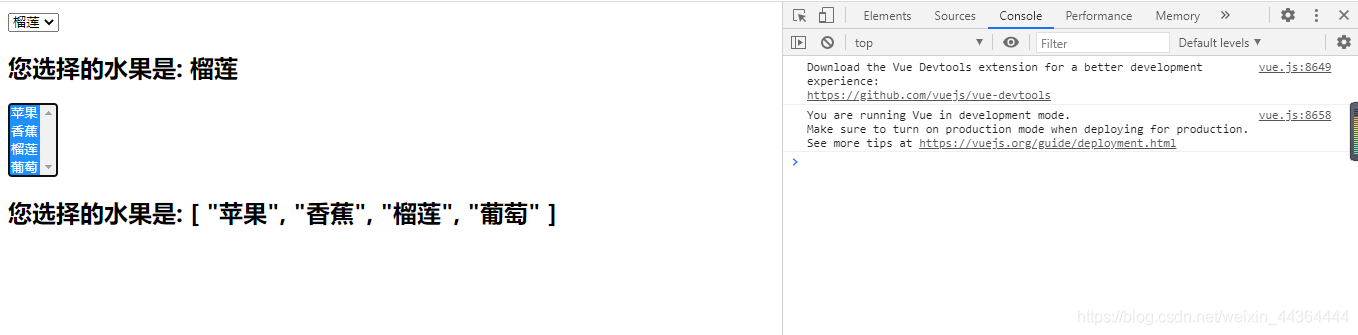 榴莲
您选择的水果是: 榴莲
苹果
香蕉
榴莲
葡萄
您选择的水果是: [ "苹果", "香蕉", "榴莲", "葡萄" ]
Elements Sources Console Performance Memory »
top Filter Default levels
Download the Vue Devtools extension for a better development vue.js:8649
experience:
https://github.com/vuejs/vue-devtools
You are running Vue in development mode. vue.js:8658
Make sure to turn on production mode when deploying for production.
See more tips at https://vuejs.org/guide/deployment.html
https://blog.csdn.net/weixin_44364444